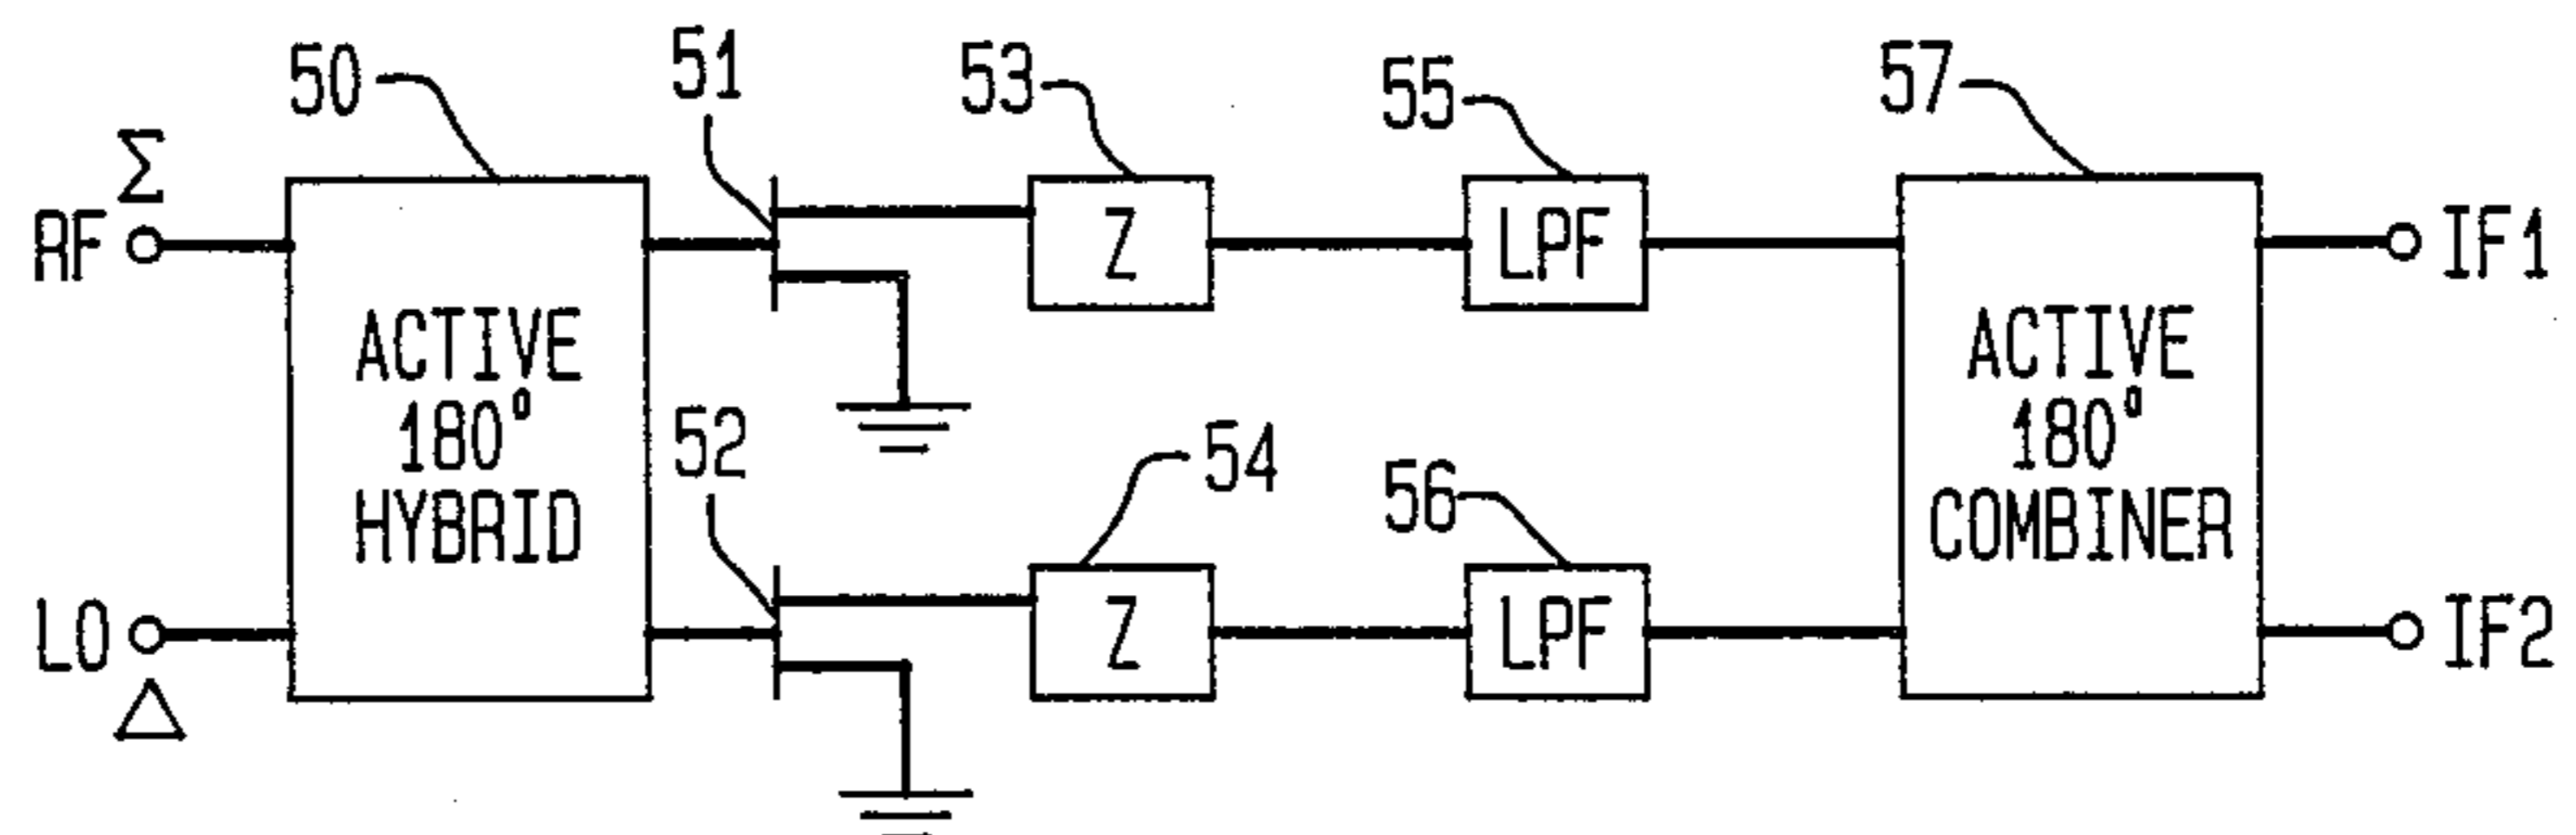 50
51
53
55
57
Σ
RF
Z
LPF
IF1
ACTIVE
180°
HYBRID
ACTIVE
180°
COMBINER
52
54
56
LO
Δ
Z
LPF
IF2